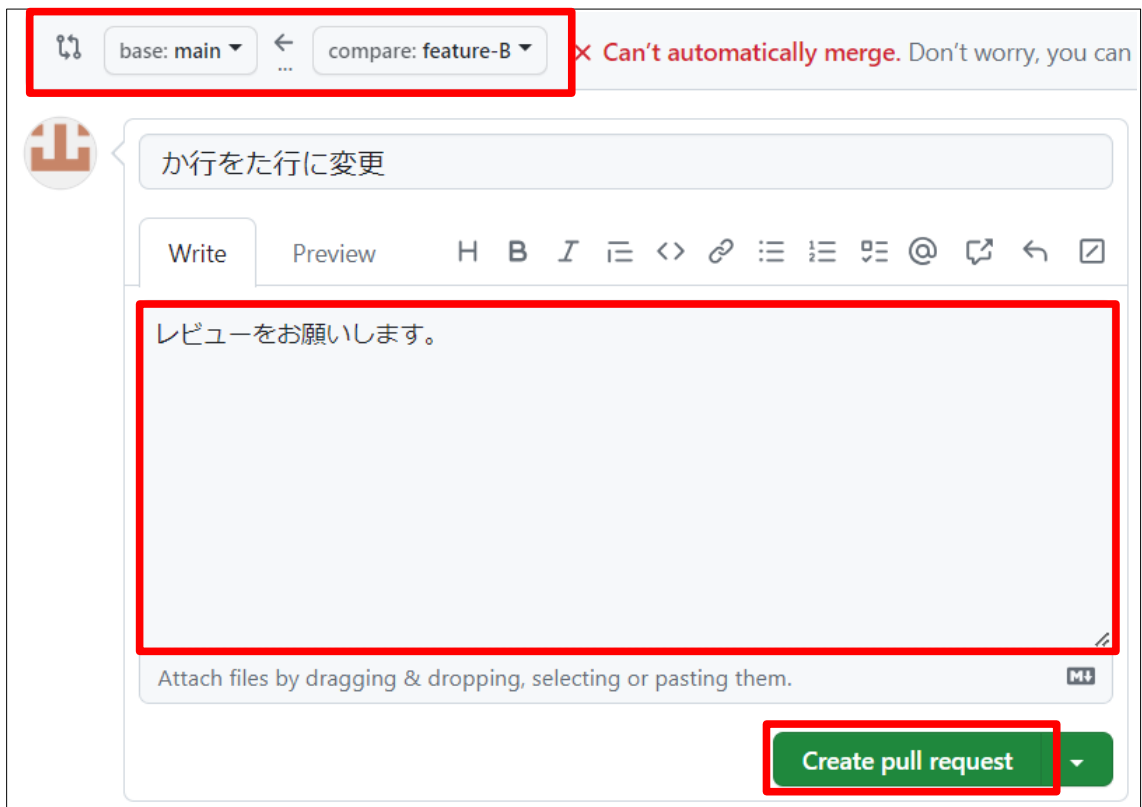 base: main ← compare: feature-B × Can't automatically merge. Don't worry, you can
...
か行をた行に変更
Write Preview H B I @
レビューをお願いします。
Attach files by dragging & dropping, selecting or pasting them. M↓
Create pull request